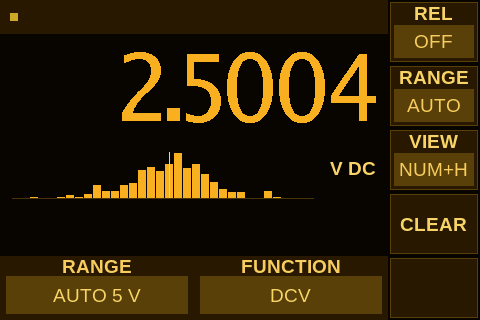 REL
OFF
2.5004
RANGE
AUTO
V DC
VIEW
NUM+H
CLEAR
RANGE
AUTO 5 V
FUNCTION
DCV